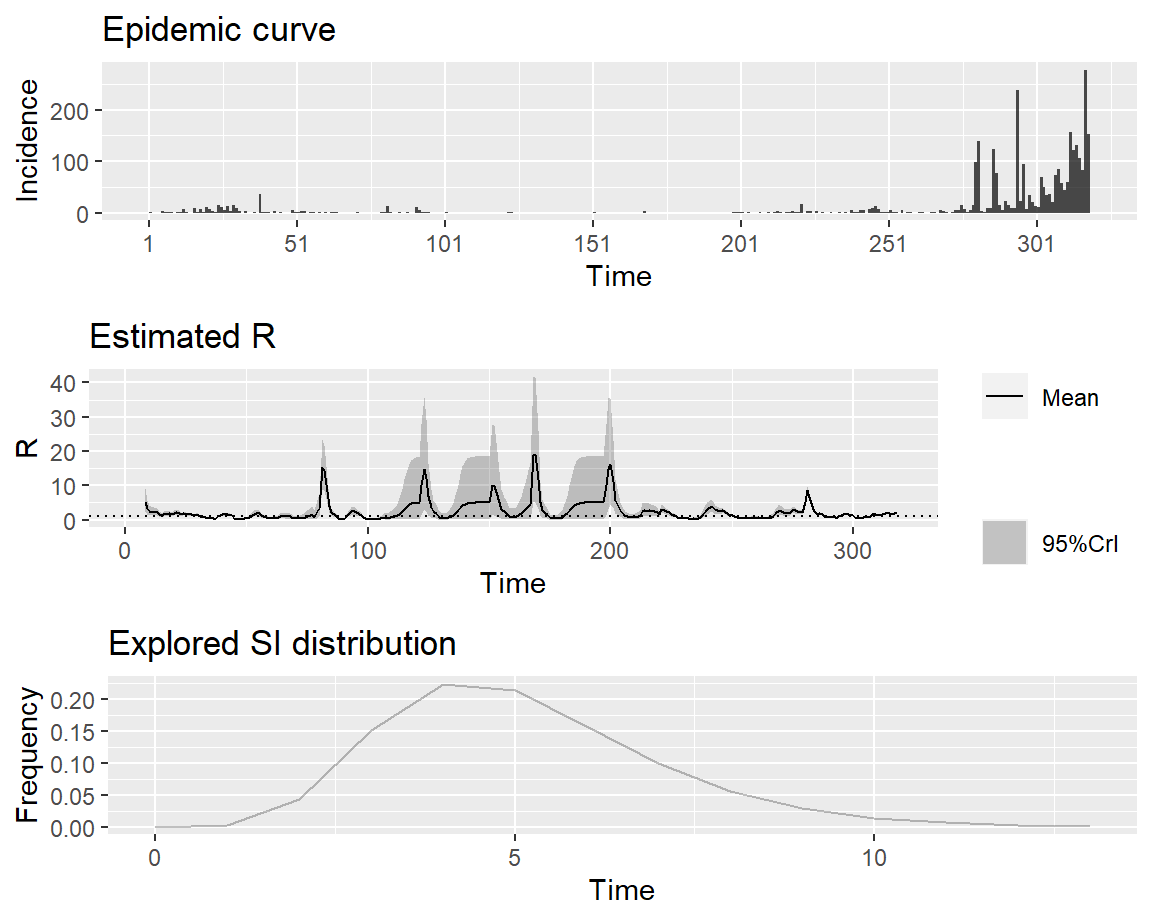 Epidemic curve
Incidence
200
100
0
1 51 101 151 201 251 301
Time
Estimated R
R
40
30
20
10
0
0 100 200 300
Time
Mean
95%CrI
Explored SI distribution
Frequency
0.20
0.15
0.10
0.05
0.00
0 5 10
Time